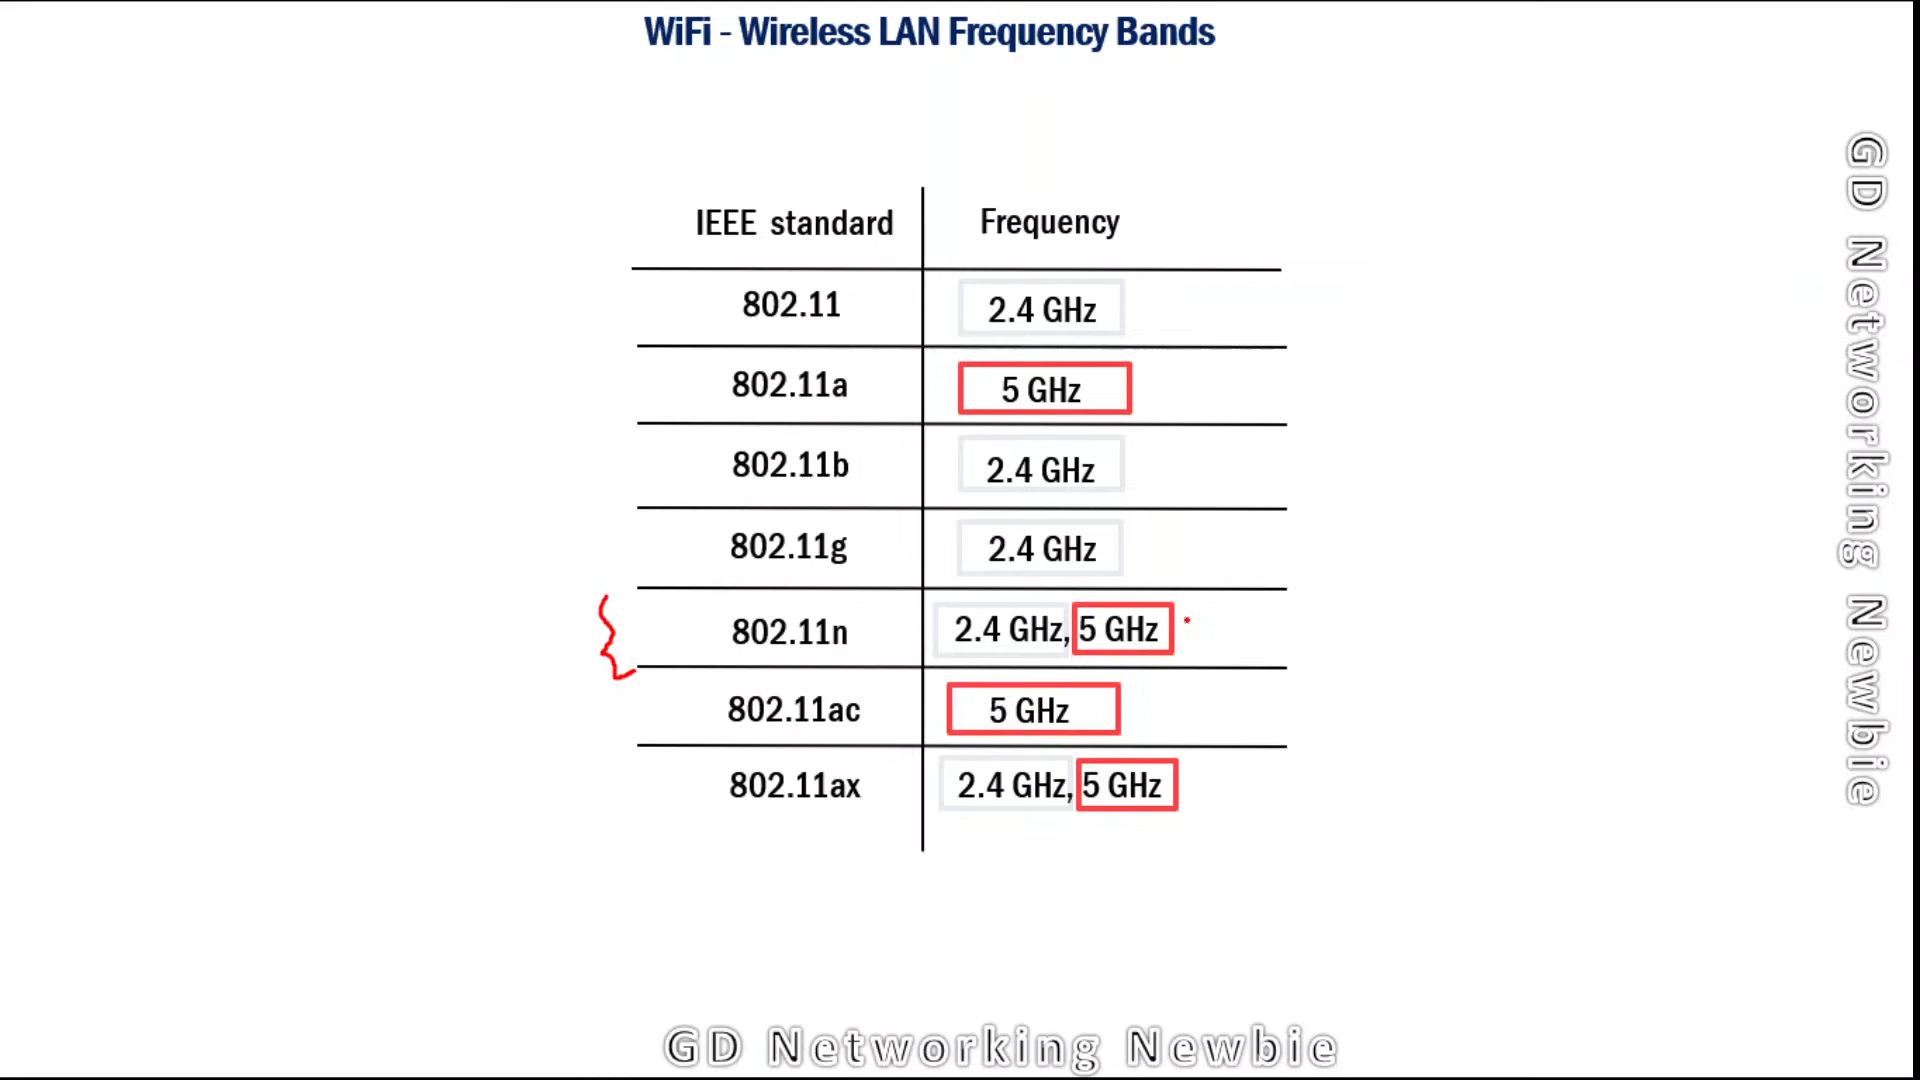 WiFi - Wireless LAN Frequency Bands
IEEE standard Frequency
802.11 2.4 GHz
802.11a 5 GHz
802.11b 2.4 GHz
802.11g 2.4 GHz
802.11n 2.4 GHz, 5 GHz
802.11ac 5 GHz
802.11ax 2.4 GHz, 5 GHz
GD Networking Newbie
GD Networking Newbie